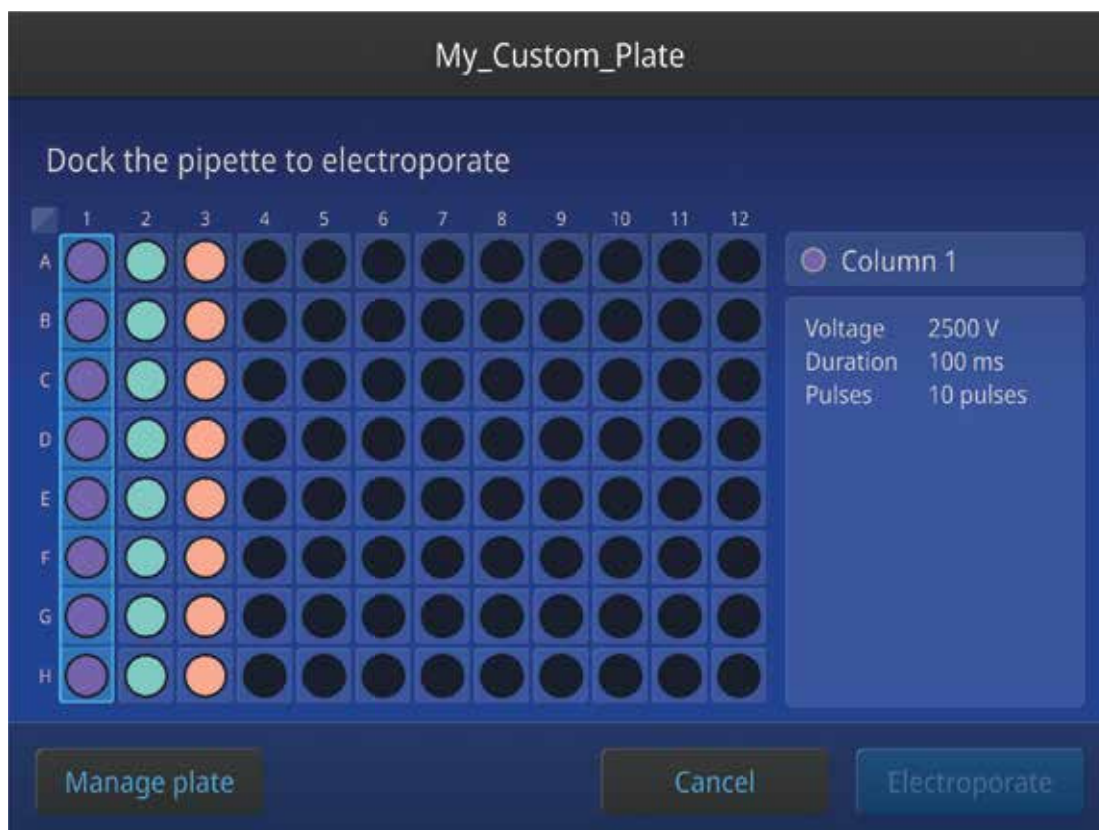 My_Custom_Plate
Dock the pipette to electroporate
1 2 3 4 5 6 7 8 9 10 11 12
A
B
C
D
E
F
G
H
Column 1
Voltage 2500 V
Duration 100 ms
Pulses 10 pulses
Manage plate Cancel Electroporate